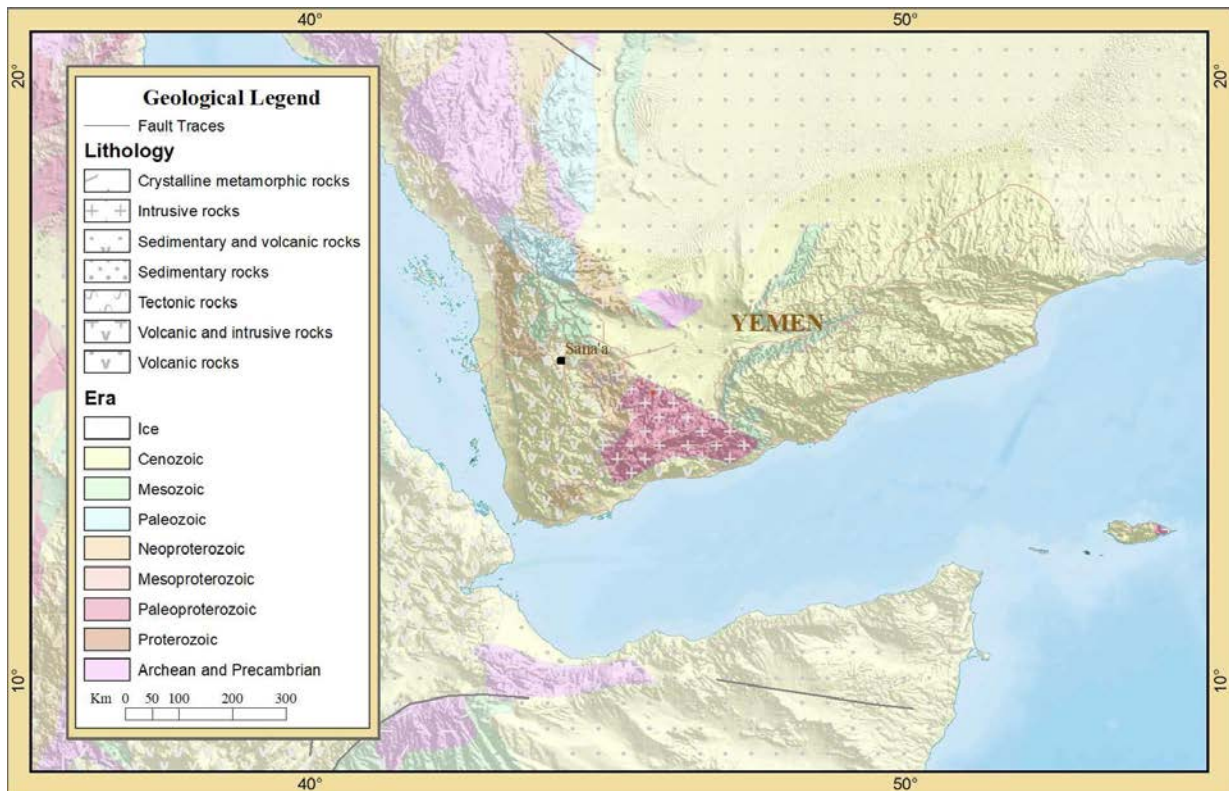 40°
50°
20°
20°
Geological Legend
Fault Traces
Lithology
Crystalline metamorphic rocks
Intrusive rocks
Sedimentary and volcanic rocks
Sedimentary rocks
Tectonic rocks
Volcanic and intrusive rocks
Volcanic rocks
Era
Ice
Cenozoic
Mesozoic
Paleozoic
Neoproterozoic
Mesoproterozoic
Paleoproterozoic
Proterozoic
Archean and Precambrian
Km 0 50 100 200 300
YEMEN
Sana'a
10°
10°
40°
50°